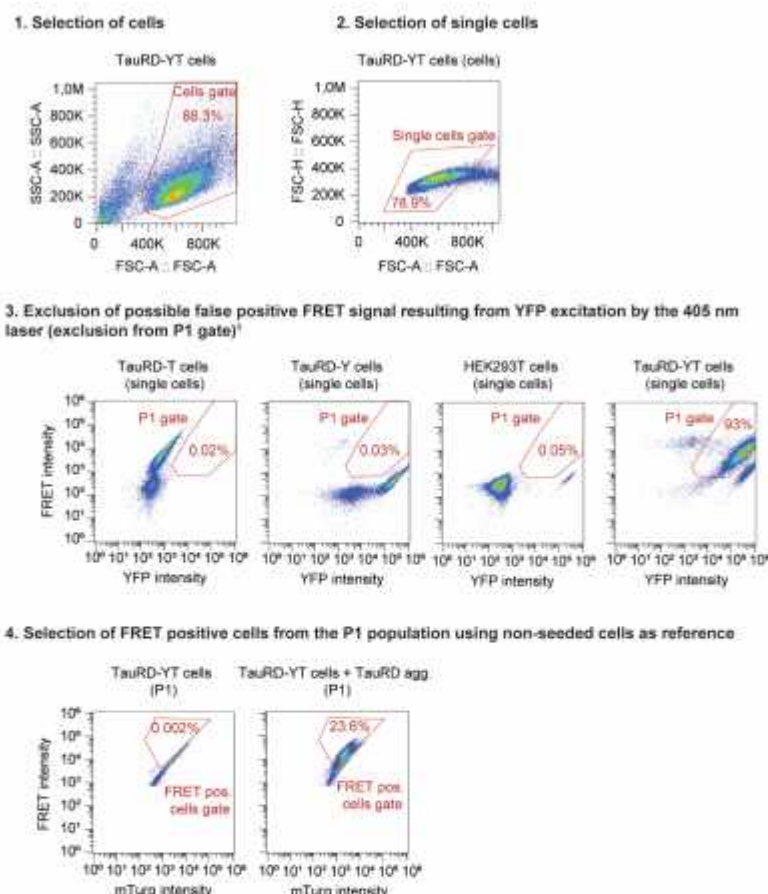 1. Selection of cells
2. Selection of single cells
TauRD-YT cells
TauRD-YT cells (cells)
1,0M
800K
600K
400K
200K
0
SSC-A :: SSC-A
Cells gate
88.3%
0 400K 800K
FSC-A :: FSC-A
1,0M
800K
600K
400K
200K
0
FSC-H :: FSC-H
Single cells gate
78.9%
0 400K 800K
FSC-A :: FSC-A
3. Exclusion of possible false positive FRET signal resulting from YFP excitation by the 405 nm
laser (exclusion from P1 gate)
TauRD-T cells
(single cells)
TauRD-Y cells
(single cells)
HEK293T cells
(single cells)
TauRD-YT cells
(single cells)
FRET intensity
P1 gate
0.02%
P1 gate
0.03%
P1 gate
0.05%
P1 gate
93%
YFP intensity
YFP intensity
YFP intensity
YFP intensity
4. Selection of FRET positive cells from the P1 population using non-seeded cells as reference
TauRD-YT cells
(P1)
TauRD-YT cells + TauRD agg
(P1)
FRET intensity
0.002%
FRET pos.
cells gate
23.6%
FRET pos.
cells gate
mTurq intensity
mTurq intensity